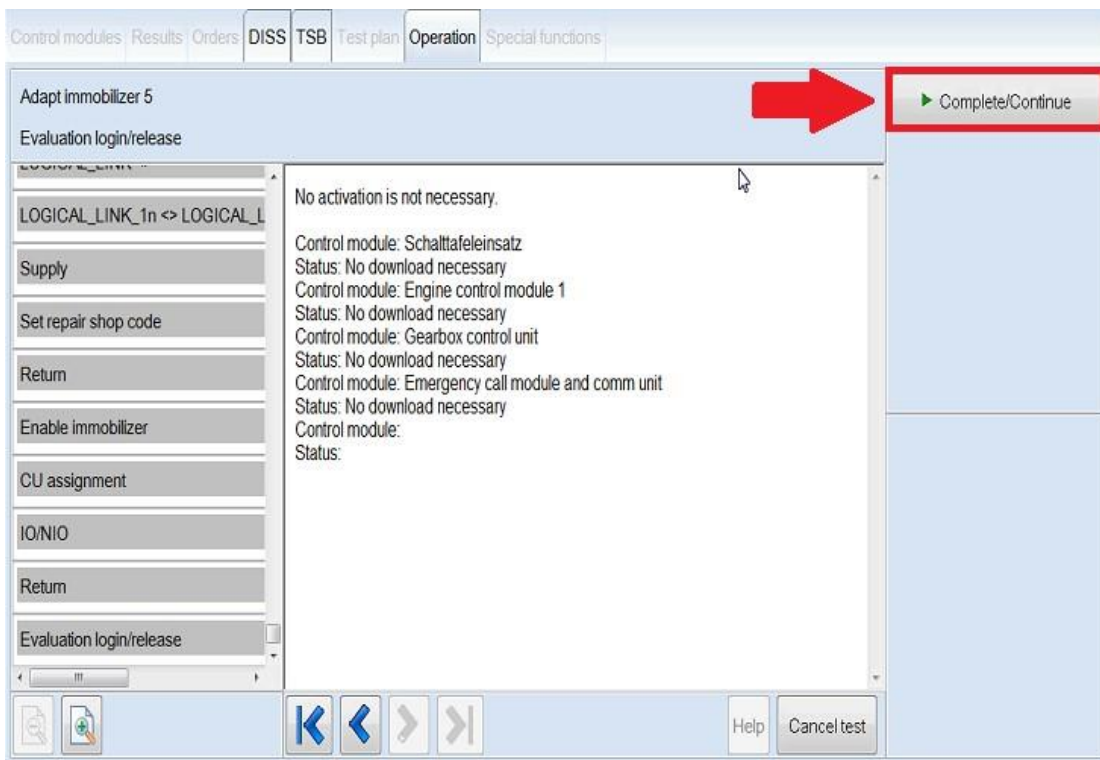 Control modules Results Orders DISS TSB Test plan Operation Special functions
Adapt immobilizer 5
Complete/Continue
Evaluation login/release
LOGICAL_LINK_1n <> LOGICAL_L
Supply
Set repair shop code
Return
Enable immobilizer
CU assignment
IO/NIO
Return
Evaluation login/release
No activation is not necessary.
Control module: Schalttafeleinsatz
Status: No download necessary
Control module: Engine control module 1
Status: No download necessary
Control module: Gearbox control unit
Status: No download necessary
Control module: Emergency call module and comm unit
Status: No download necessary
Control module:
Status:
Help Cancel test